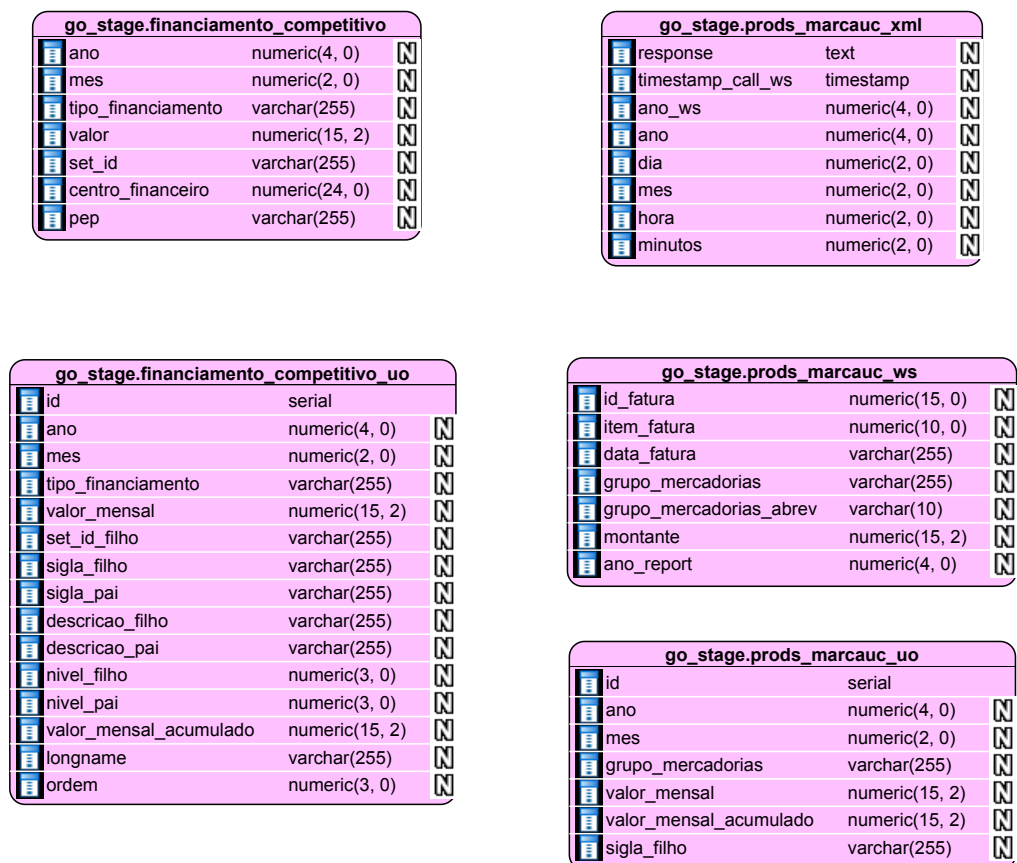 go_stage.financiamento_competitivo
ano numeric(4, 0) N
mes numeric(2, 0) N
tipo_financiamento varchar(255) N
valor numeric(15, 2) N
set_id varchar(255) N
centro_financeiro numeric(24, 0) N
pep varchar(255) N
go_stage.prods_marcauc_xml
response text N
timestamp_call_ws timestamp N
ano_ws numeric(4, 0) N
ano numeric(4, 0) N
dia numeric(2, 0) N
mes numeric(2, 0) N
hora numeric(2, 0) N
minutos numeric(2, 0) N
go_stage.financiamento_competitivo_uo
id serial
ano numeric(4, 0) N
mes numeric(2, 0) N
tipo_financiamento varchar(255) N
valor_mensal numeric(15, 2) N
set_id_filho varchar(255) N
sigla_filho varchar(255) N
sigla_pai varchar(255) N
descricao_filho varchar(255) N
descricao_pai varchar(255) N
nivel_filho numeric(3, 0) N
nivel_pai numeric(3, 0) N
valor_mensal_acumulado numeric(15, 2) N
longname varchar(255) N
ordem numeric(3, 0) N
go_stage.prods_marcauc_ws
id_fatura numeric(15, 0) N
item_fatura numeric(10, 0) N
data_fatura varchar(255) N
grupo_mercadorias varchar(255) N
grupo_mercadorias_abrev varchar(10) N
montante numeric(15, 2) N
ano_report numeric(4, 0) N
go_stage.prods_marcauc_uo
id serial
ano numeric(4, 0) N
mes numeric(2, 0) N
grupo_mercadorias varchar(255) N
valor_mensal numeric(15, 2) N
valor_mensal_acumulado numeric(15, 2) N
sigla_filho varchar(255) N